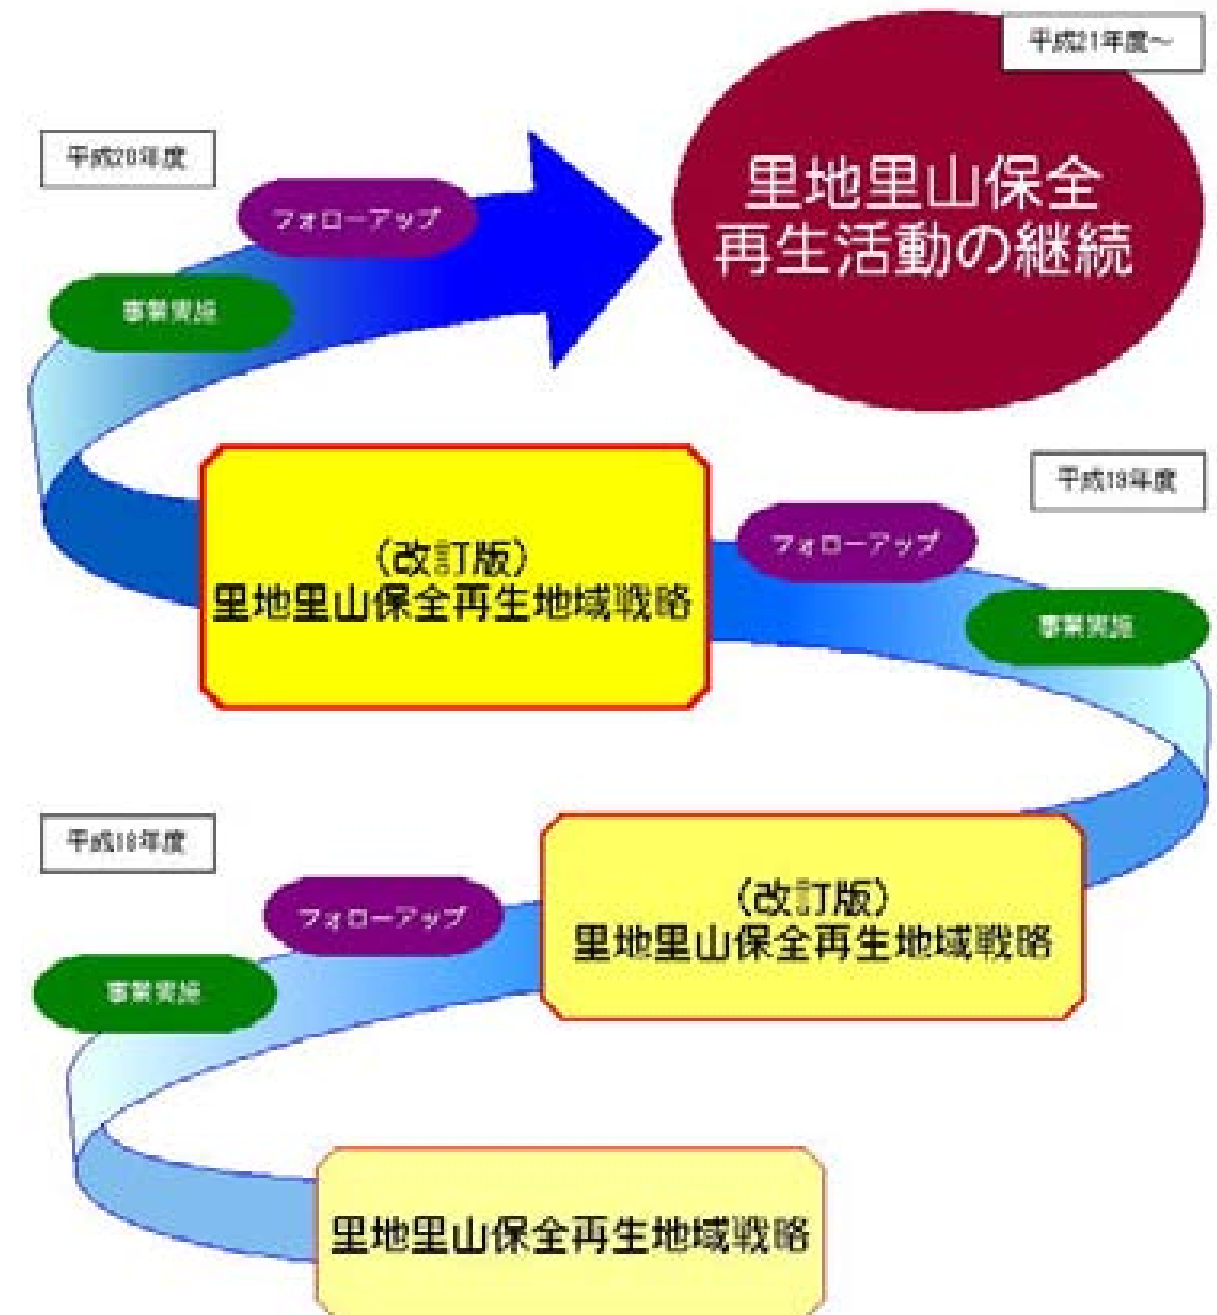 平成21年度～
里地里山保全
再生活動の継続
平成20年度
フォローアップ
事業実施
平成19年度
（改訂版）
里地里山保全再生地域戦略
フォローアップ
事業実施
平成18年度
（改訂版）
里地里山保全再生地域戦略
フォローアップ
事業実施
里地里山保全再生地域戦略